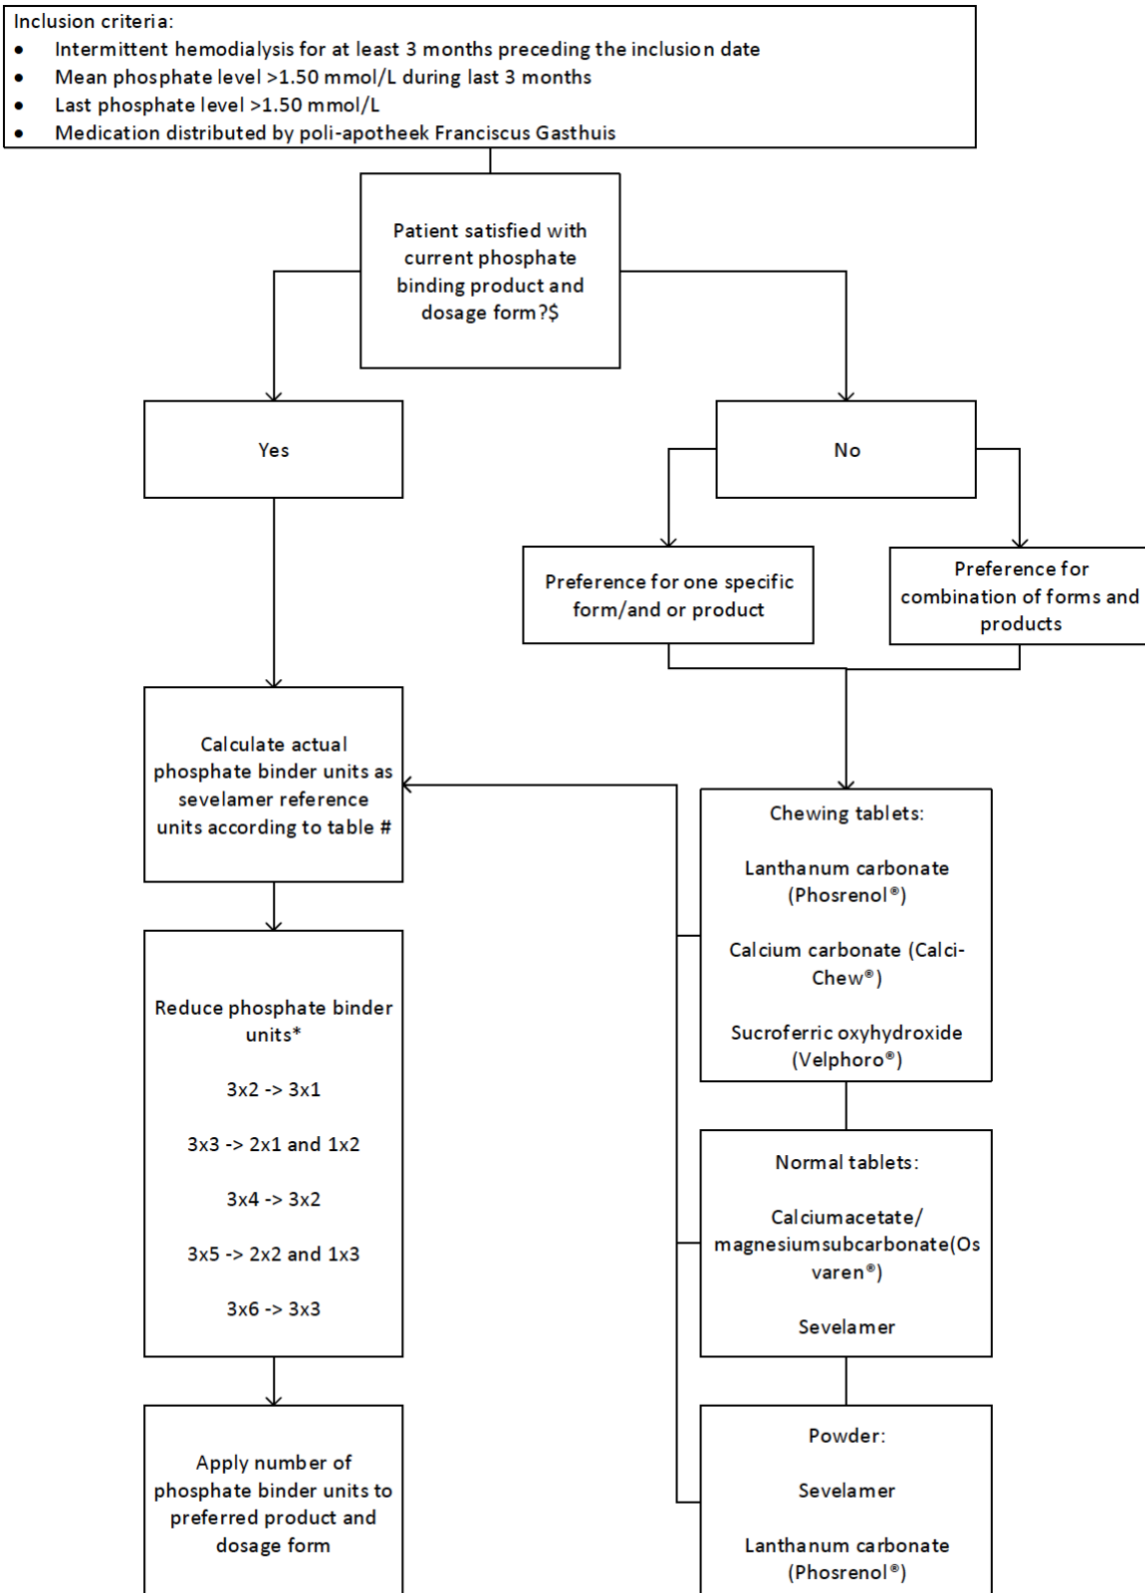 Inclusion criteria:
• Intermittent hemodialysis for at least 3 months preceding the inclusion date
• Mean phosphate level >1.50 mmol/L during last 3 months
• Last phosphate level >1.50 mmol/L
• Medication distributed by poli-apotheek Franciscus Gasthuis
Patient satisfied with
current phosphate
binding product and
dosage form?$
Yes
No
Preference for one specific
form/and or product
Preference for
combination of forms and
products
Calculate actual
phosphate binder units as
sevelamer reference
units according to table #
Reduce phosphate binder
units*
3x2 -> 3x1
3x3 -> 2x1 and 1x2
3x4 -> 3x2
3x5 -> 2x2 and 1x3
3x6 -> 3x3
Apply number of
phosphate binder units to
preferred product and
dosage form
Chewing tablets:
Lanthanum carbonate
(Phosrenol®)
Calcium carbonate (Calci-
Chew®)
Sucroferric oxyhydroxide
(Velphoro®)
Normal tablets:
Calciumacetate/
magnesiumsubcarbonate(Os
varen®)
Sevelamer
Powder:
Sevelamer
Lanthanum carbonate
(Phosrenol®)